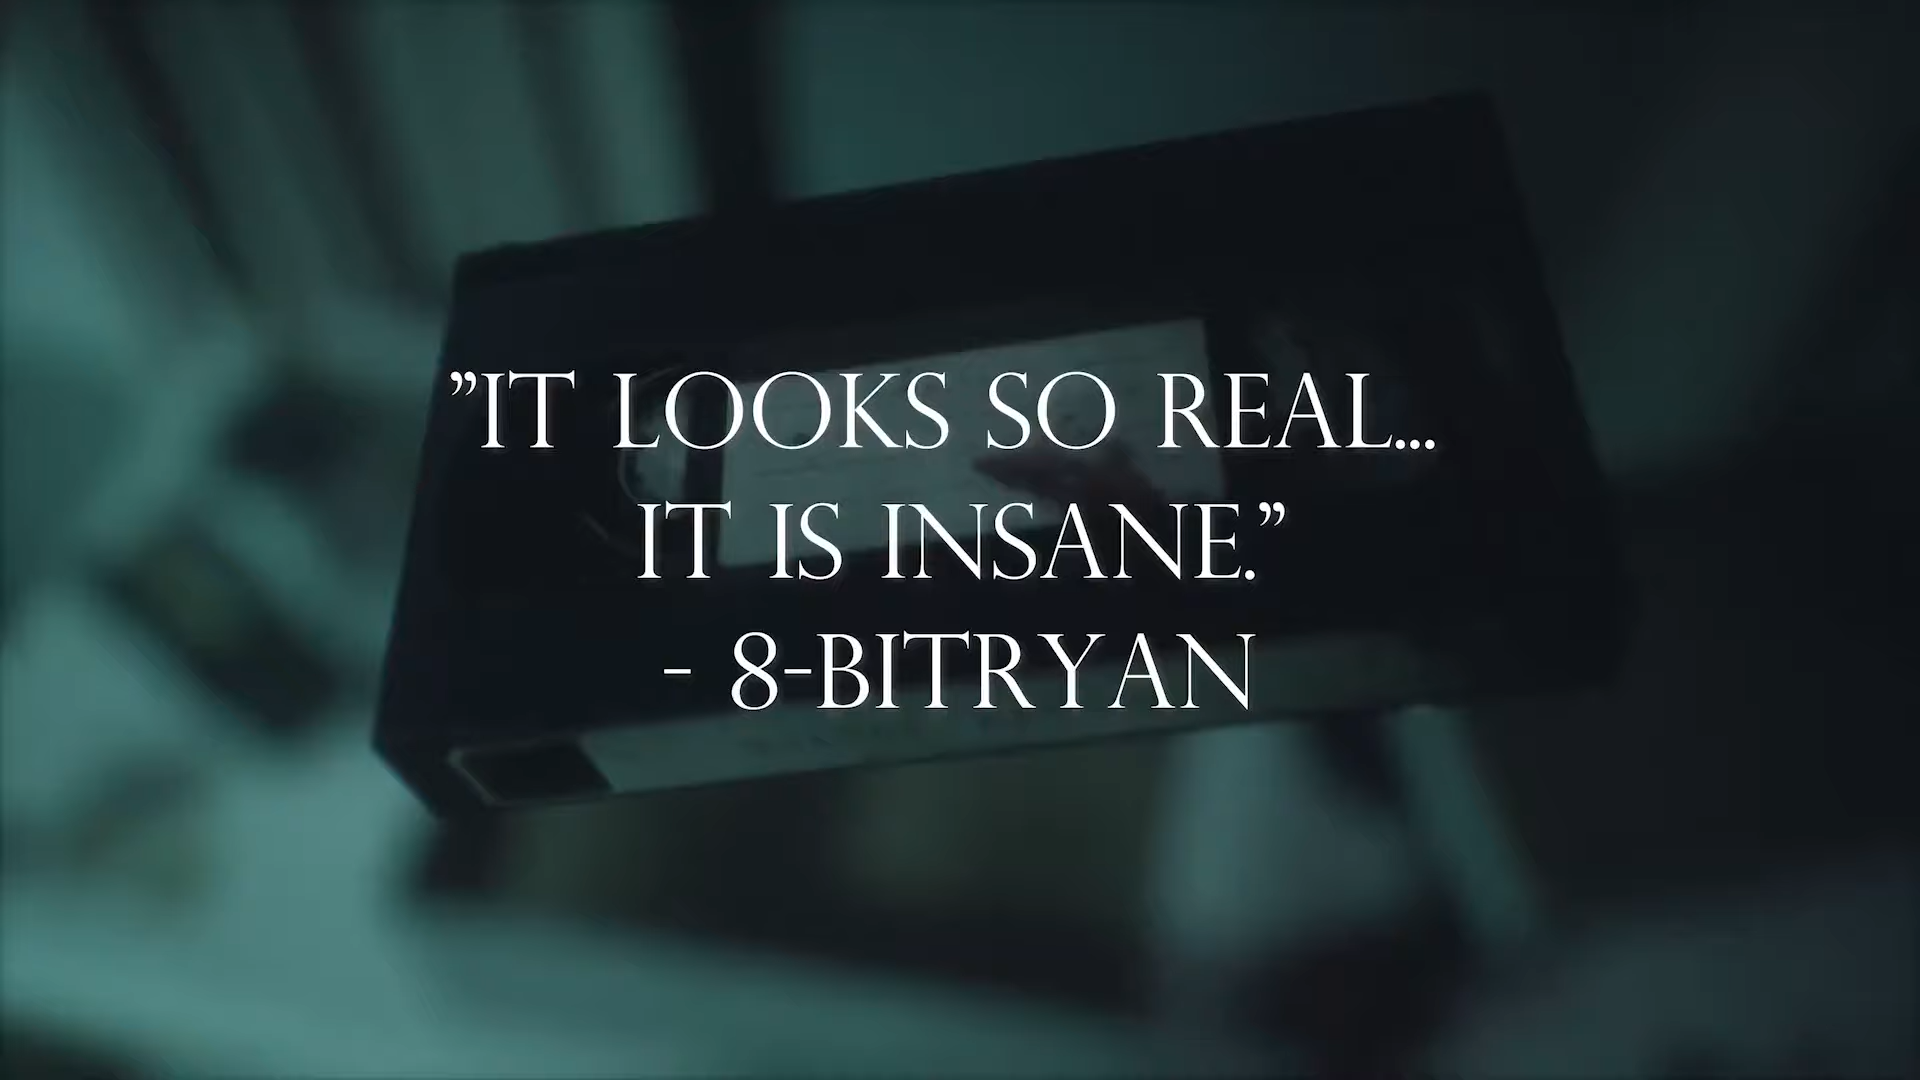 ”IT LOOKS SO REAL...
IT IS INSANE.”
- 8-BITRYAN